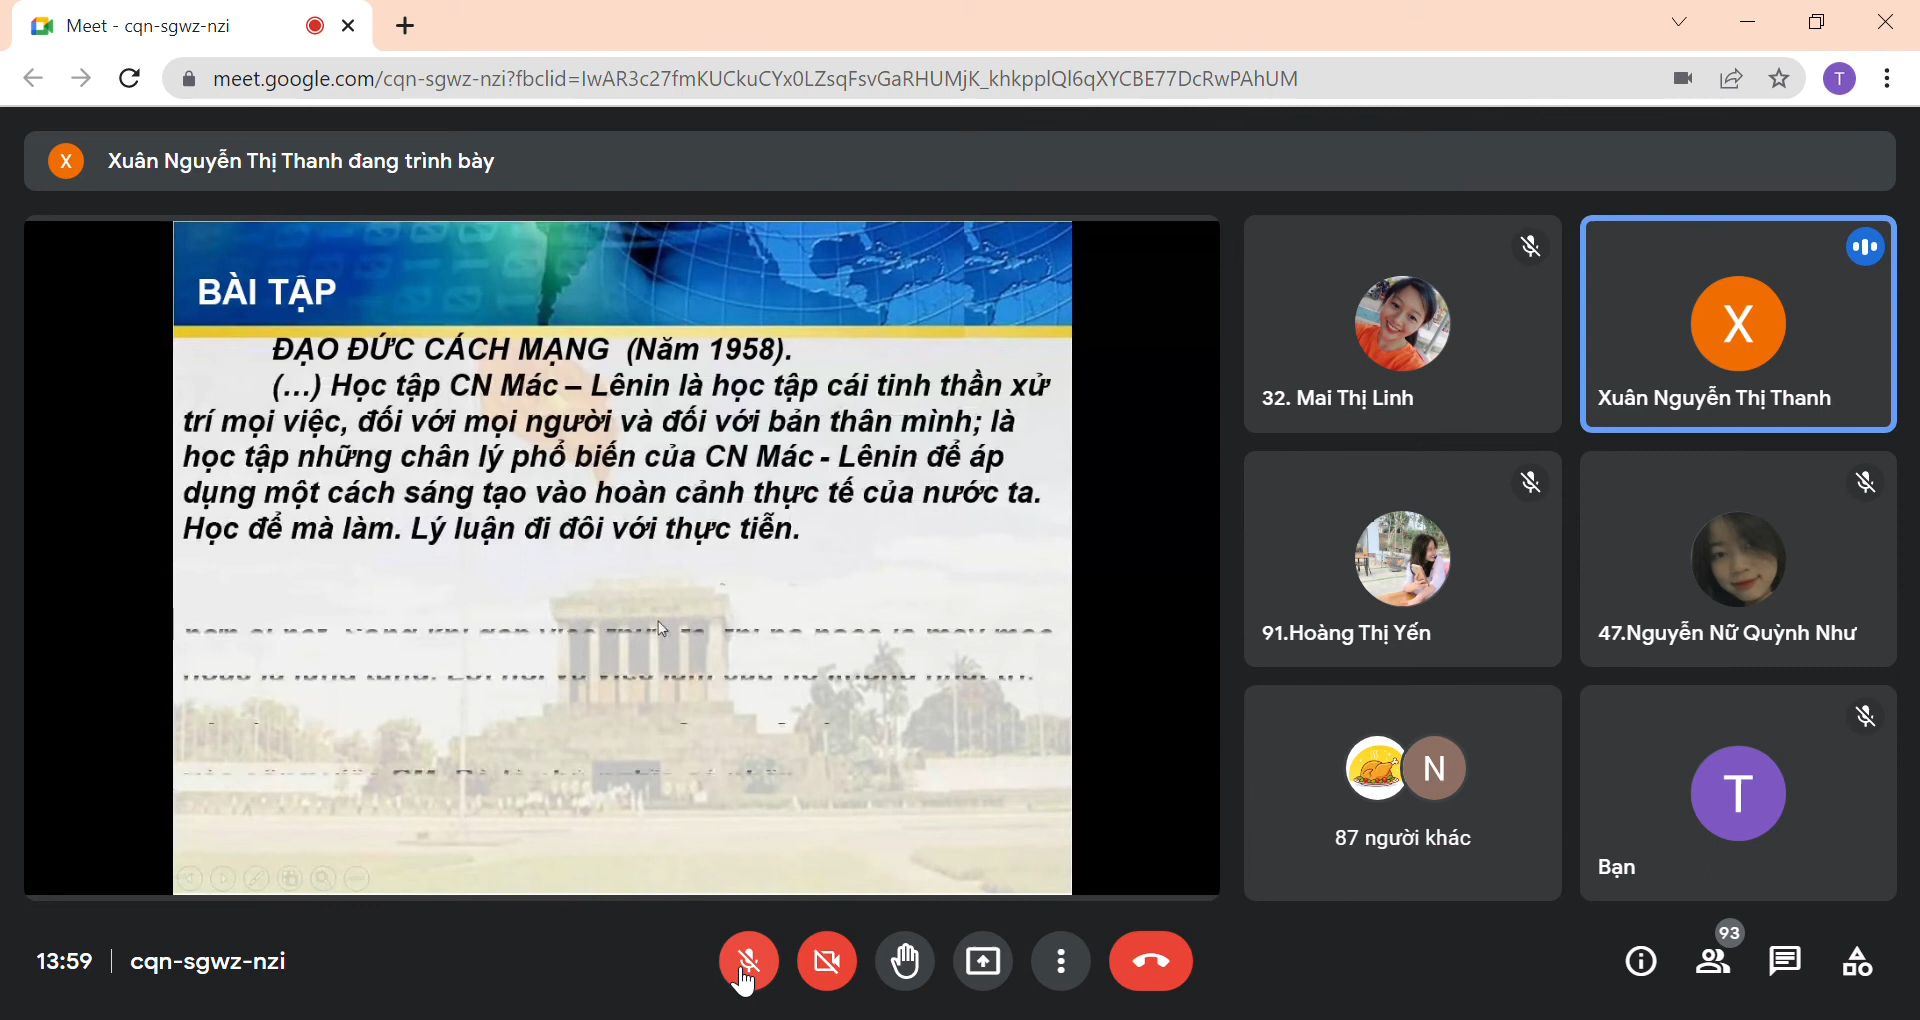 Meet - cqn-sgwz-nzi
meet.google.com/cqn-sgwz-nzi?fbclid=IwAR3c27fmKUCkuCYx0LZsqFsvGaRHUMjK_khkpplQl6qXYCBE77DcRwPAhUM
T
X
Xuân Nguyễn Thị Thanh đang trình bày
BÀI TẬP
ĐẠO ĐỨC CÁCH MẠNG (Năm 1958).
(...) Học tập CN Mác – Lênin là học tập cái tinh thần xử
trí mọi việc, đối với mọi người và đối với bản thân mình; là
học tập những chân lý phổ biến của CN Mác - Lênin để áp
dụng một cách sáng tạo vào hoàn cảnh thực tế của nước ta.
Học để mà làm. Lý luận đi đôi với thực tiễn.
32. Mai Thị Linh
X
Xuân Nguyễn Thị Thanh
91.Hoàng Thị Yến
47.Nguyễn Nữ Quỳnh Như
N
87 người khác
T
Bạn
13:59
cqn-sgwz-nzi
93